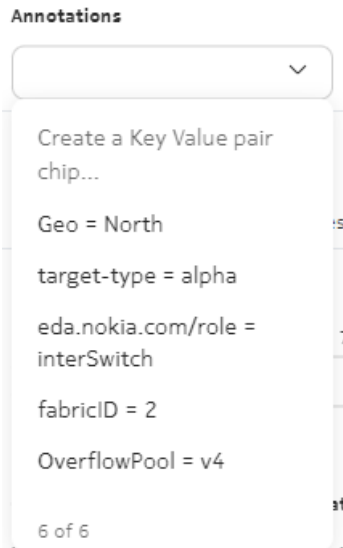 Annotations
Create a Key Value pair
chip...
Geo = North
target-type = alpha
eda.nokia.com/role =
interSwitch
fabricID = 2
OverflowPool = v4
6 of 6